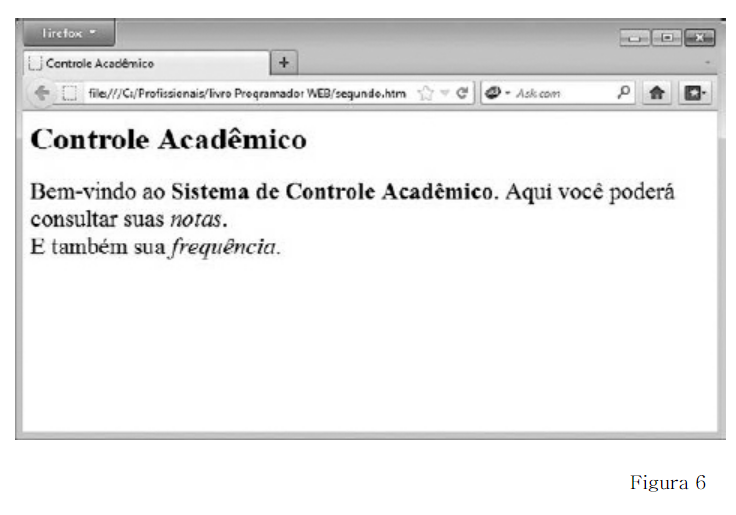 Firefox
Controle Acadêmico
file:///C:/Profissionais/livro Programador WEB/segundo.htm
Ask.com
Controle Acadêmico
Bem-vindo ao Sistema de Controle Acadêmico. Aqui você poderá
consultar suas notas.
E também sua frequência.
Figura 6